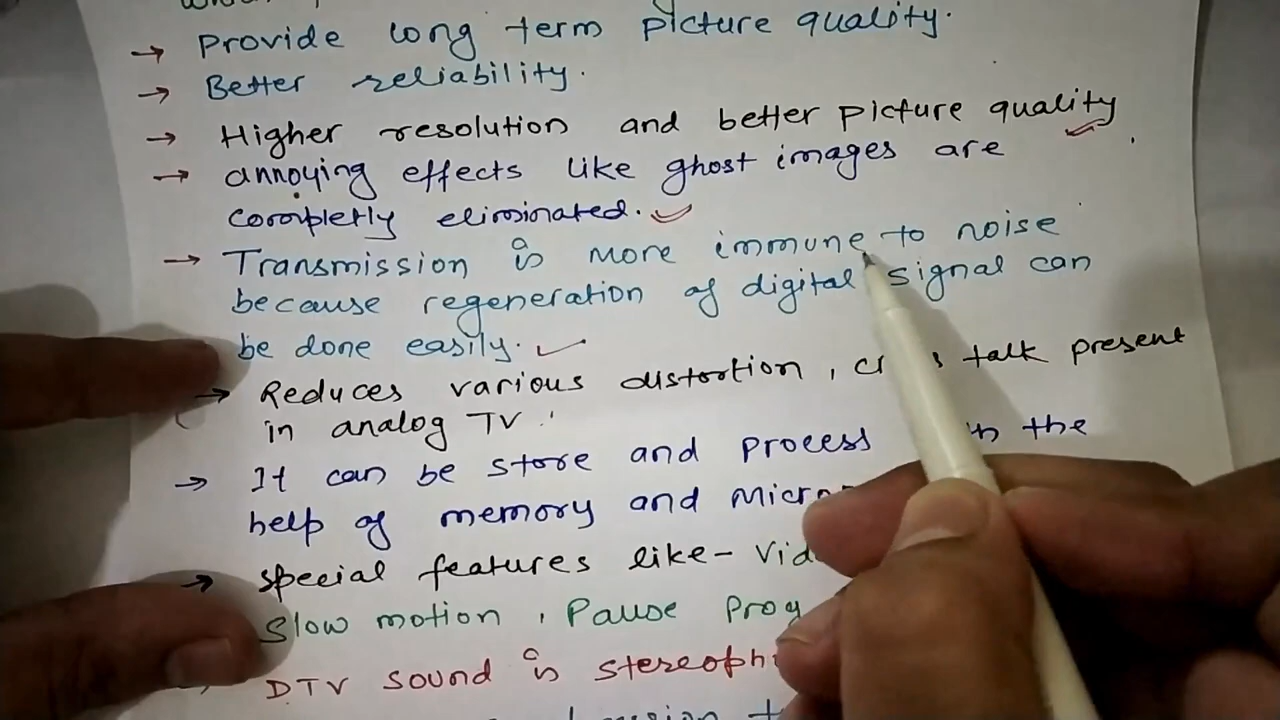 → Provide long term picture quality.
→ Better reliability.
→ Higher resolution and better picture quality
→ annoying effects like ghost images are
completly eliminated.
→ Transmission is more immune to noise
because regeneration of digital signal can
be done easily.
→ Reduces various distortion, talk present
in analog TV.
→ It can be store and process the
help of memory and
→ special features like-
slow motion, Pause
DTV sound is